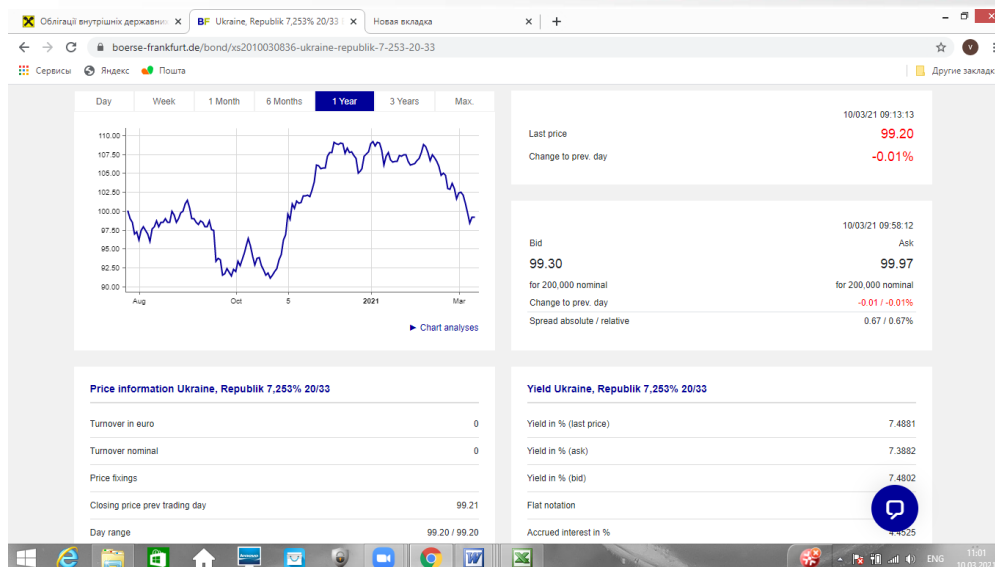 Облігації внутрішніх державни
BF Ukraine, Republik 7,253% 20/33
Новая вкладка
boerse-frankfurt.de/bond/xs2010030836-ukraine-republik-7-253-20-33
V
Сервисы Яндекс Пошта Другие закладк
Day Week 1 Month 6 Months 1 Year 3 Years Max.
110.00
107.50
105.00
102.50
100.00
97.50
95.00
92.50
90.00
Aug Oct 5 2021 Mar
Chart analyses
10/03/21 09:13:13
Last price 99.20
Change to prev. day -0.01%
10/03/21 09:58:12
Bid Ask
99.30 99.97
for 200,000 nominal for 200,000 nominal
Change to prev. day -0.01 / -0.01%
Spread absolute / relative 0.67 / 0.67%
Price information Ukraine, Republik 7,253% 20/33
Turnover in euro 0
Turnover nominal 0
Price fixings
Closing price prev trading day 99.21
Day range 99.20 / 99.20
Yield Ukraine, Republik 7,253% 20/33
Yield in % (last price) 7.4881
Yield in % (ask) 7.3882
Yield in % (bid) 7.4802
Flat notation
Accrued interest in % 4.4525
ENG
11:01
10.03.2021